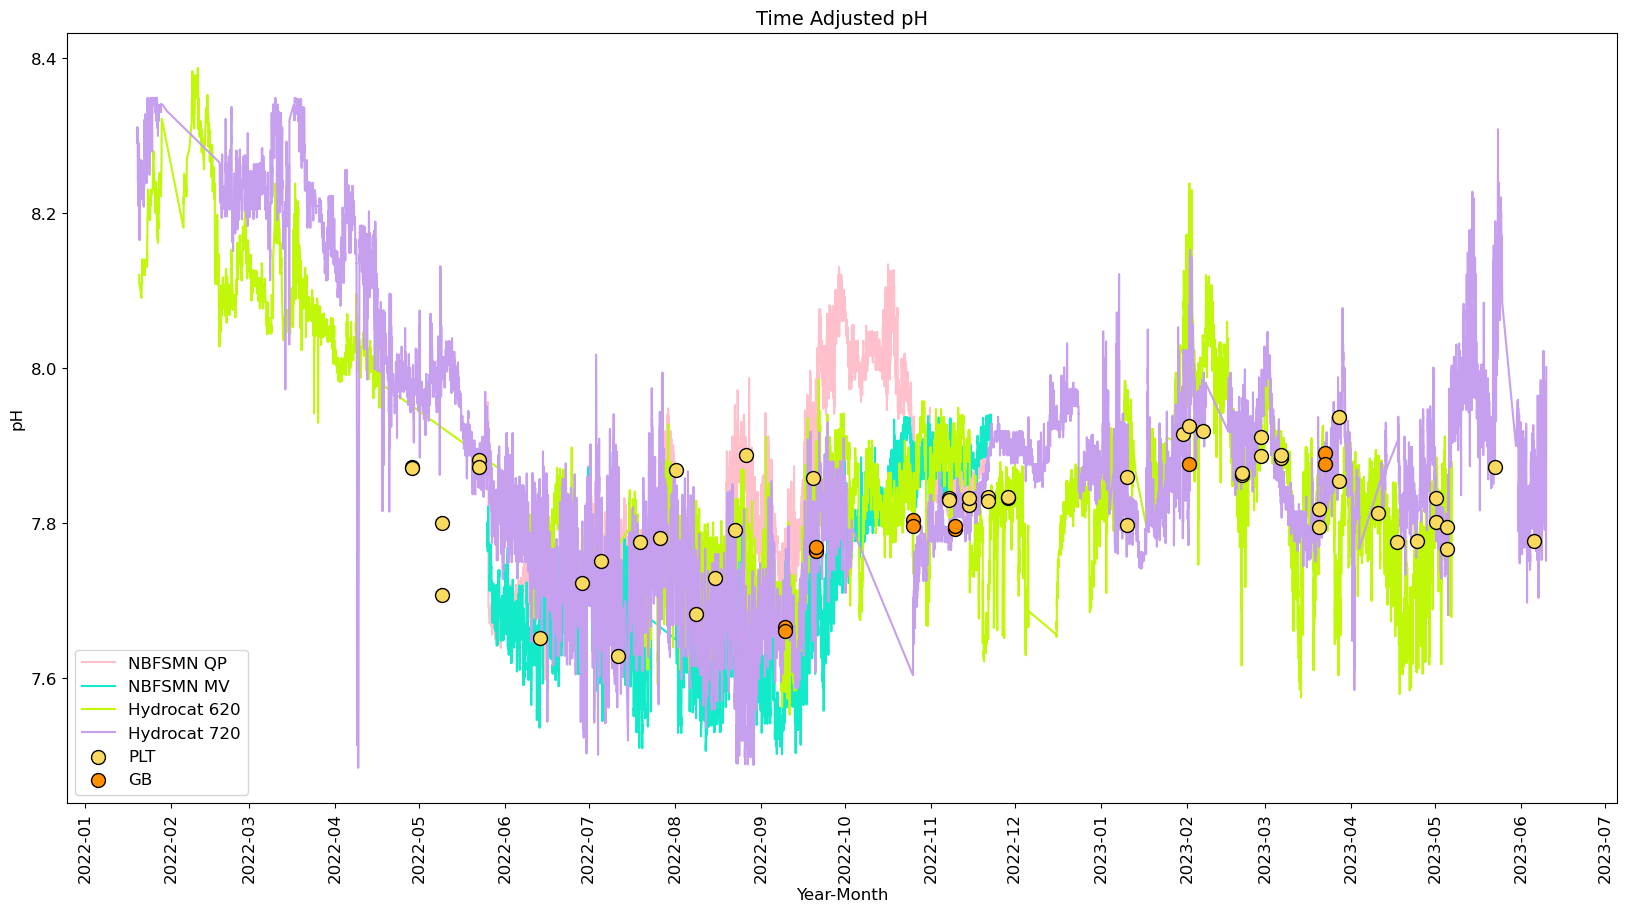 Time Adjusted pH
8.4
8.2
8.0
7.8
7.6
pH
NBFSMN QP
NBFSMN MV
Hydrocat 620
Hydrocat 720
PLT
GB
2022-01
2022-02
2022-03
2022-04
2022-05
2022-06
2022-07
2022-08
2022-09
2022-10
2022-11
2022-12
2023-01
2023-02
2023-03
2023-04
2023-05
2023-06
2023-07
Year-Month